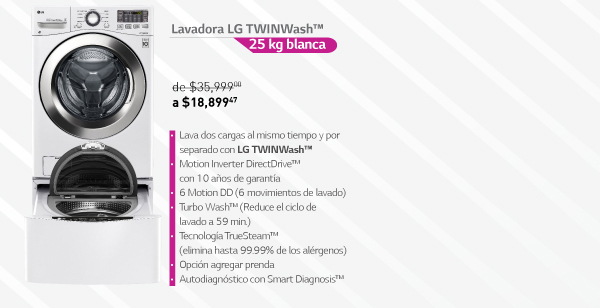 Lavadora LG TWINWash™
25 kg blanca
de $35,999⁰⁰
a $18,899⁴⁷
• Lava dos cargas al mismo tiempo y por
separado con LG TWINWash™
• Motion Inverter DirectDrive™
con 10 años de garantía
• 6 Motion DD (6 movimientos de lavado)
• Turbo Wash™ (Reduce el ciclo de
lavado a 59 min.)
• Tecnología TrueSteam™
(elimina hasta 99.99% de los alérgenos)
• Opción agregar prenda
• Autodiagnóstico con Smart Diagnosis™